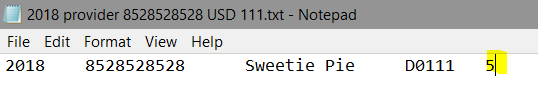 2018 provider 8528528528 USD 111.txt - Notepad
File Edit Format View Help
2018 8528528528 Sweetie Pie D0111 5